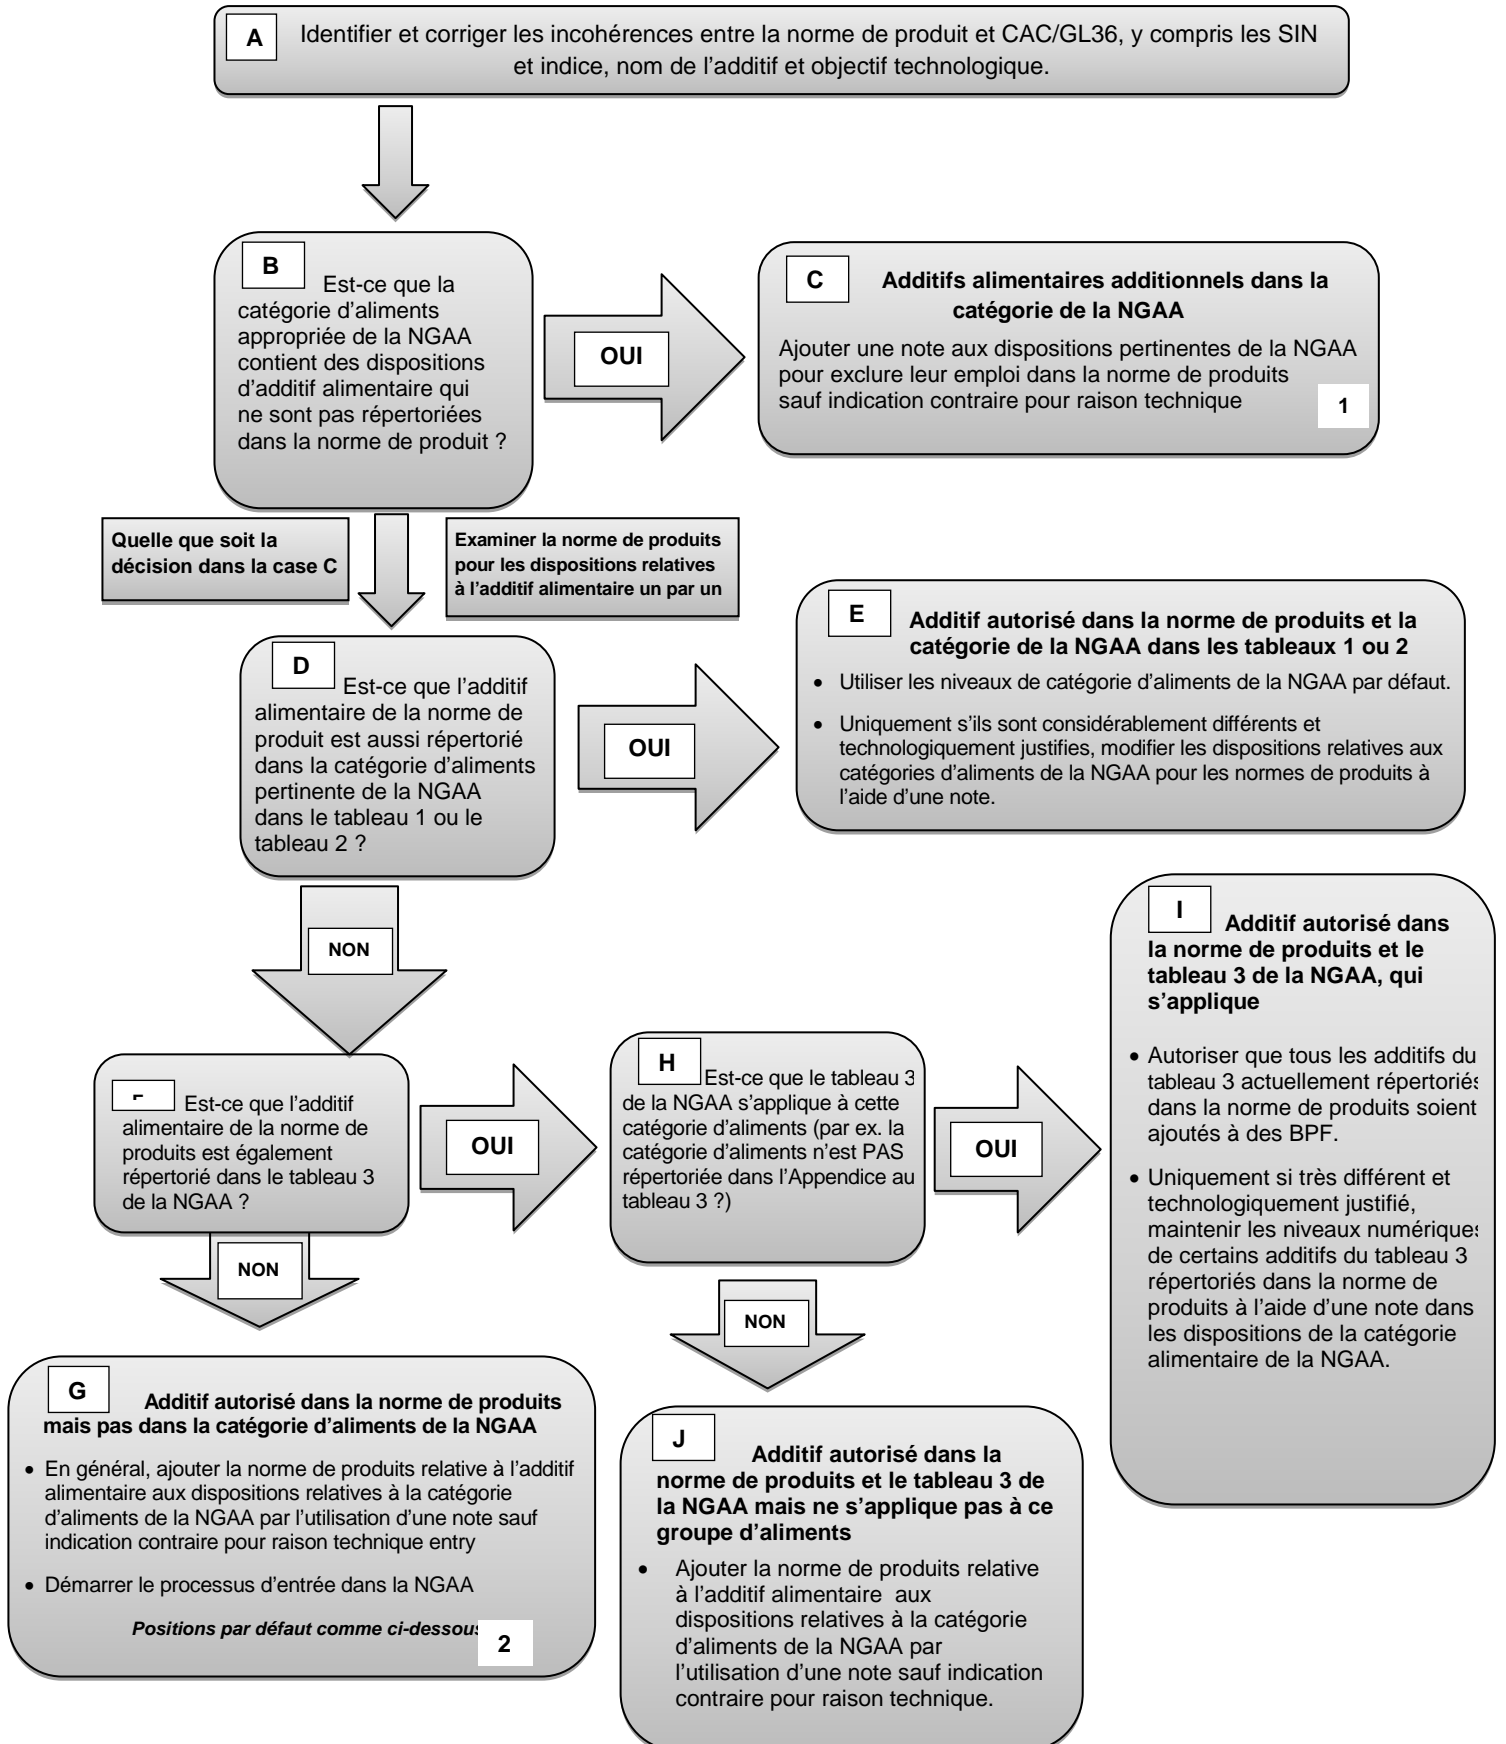 A
Identifier et corriger les incohérences entre la norme de produit et CAC/GL36, y compris les SIN
et indice, nom de l’additif et objectif technologique.
B
Est-ce que la
catégorie d’aliments
appropriée de la NGAA
contient des dispositions
d’additif alimentaire qui
ne sont pas répertoriées
dans la norme de produit ?
OUI
C
Additifs alimentaires additionnels dans la
catégorie de la NGAA
Ajouter une note aux dispositions pertinentes de la NGAA
pour exclure leur emploi dans la norme de produits
sauf indication contraire pour raison technique
1
Quelle que soit la
décision dans la case C
Examiner la norme de produits
pour les dispositions relatives
à l’additif alimentaire un par un
D
Est-ce que l’additif
alimentaire de la norme de
produit est aussi répertorié
dans la catégorie d’aliments
pertinente de la NGAA
dans le tableau 1 ou le
tableau 2 ?
OUI
E
Additif autorisé dans la norme de produits et la
catégorie de la NGAA dans les tableaux 1 ou 2
• Utiliser les niveaux de catégorie d’aliments de la NGAA par défaut.
• Uniquement s’ils sont considérablement différents et
technologiquement justifies, modifier les dispositions relatives aux
catégories d’aliments de la NGAA pour les normes de produits à
l’aide d’une note.
NON
Est-ce que l’additif
alimentaire de la norme de
produits est également
répertorié dans le tableau 3
de la NGAA ?
OUI
H
Est-ce que le tableau 3
de la NGAA s’applique à cette
catégorie d’aliments (par ex. la
catégorie d’aliments n’est PAS
répertoriée dans l’Appendice au
tableau 3 ?)
OUI
I
Additif autorisé dans
la norme de produits et le
tableau 3 de la NGAA, qui
s’applique
• Autoriser que tous les additifs du
tableau 3 actuellement répertoriés
dans la norme de produits soient
ajoutés à des BPF.
• Uniquement si très différent et
technologiquement justifié,
maintenir les niveaux numériques
de certains additifs du tableau 3
répertoriés dans la norme de
produits à l’aide d’une note dans
les dispositions de la catégorie
alimentaire de la NGAA.
NON
NON
G
Additif autorisé dans la norme de produits
mais pas dans la catégorie d’aliments de la NGAA
• En général, ajouter la norme de produits relative à l’additif
alimentaire aux dispositions relatives à la catégorie
d’aliments de la NGAA par l’utilisation d’une note sauf
indication contraire pour raison technique entry
• Démarrer le processus d’entrée dans la NGAA
Positions par défaut comme ci-dessous
2
J
Additif autorisé dans la
norme de produits et le tableau 3 de
la NGAA mais ne s’applique pas à ce
groupe d’aliments
• Ajouter la norme de produits relative
à l’additif alimentaire aux
dispositions relatives à la catégorie
d’aliments de la NGAA par
l’utilisation d’une note sauf indication
contraire pour raison technique.